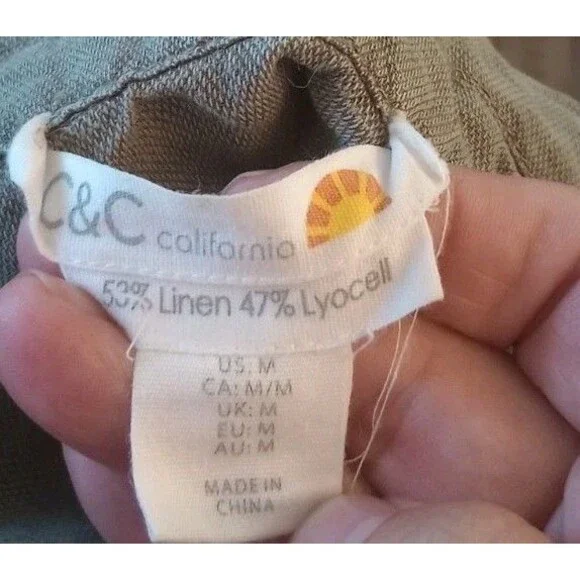 C&C california
53% Linen 47% Lyocell
US: M
CA: M/M
UK: M
EU: M
AU: M
MADE IN
CHINA